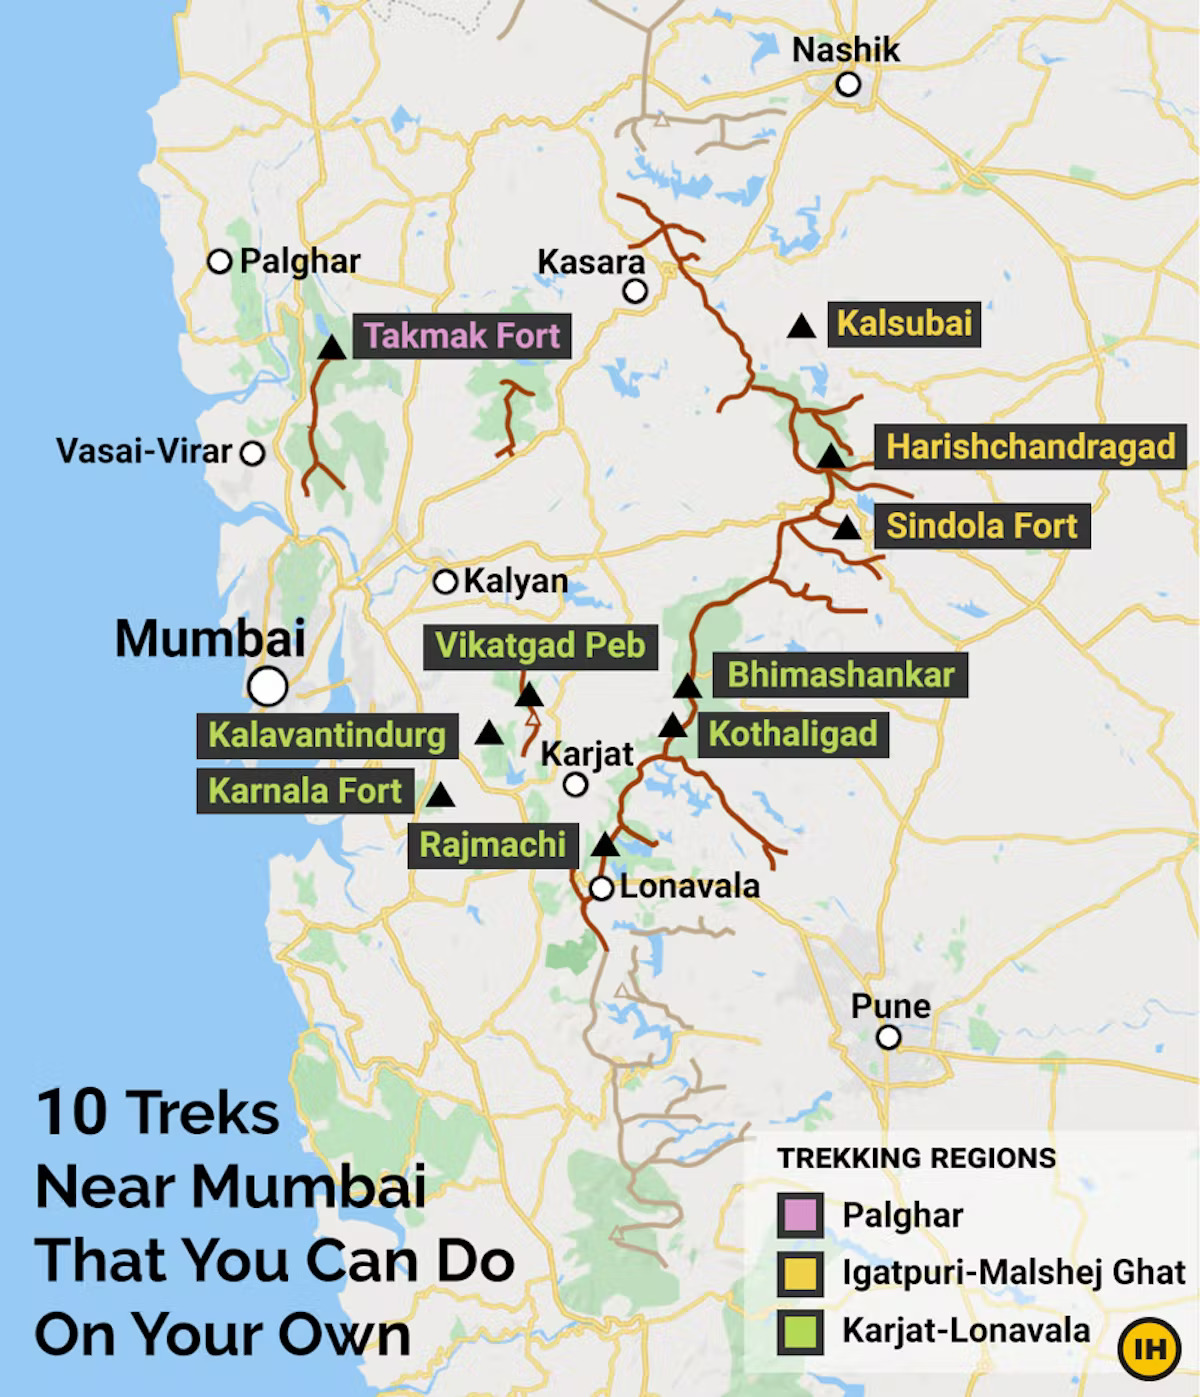 Nashik
Palghar
Kasara
Takmak Fort
Kalsubai
Vasai-Virar
Harishchandragad
Sindola Fort
Kalyan
Mumbai
Vikatgad Peb
Bhimashankar
Kalavantindurg
Kothaligad
Karjat
Karnala Fort
Rajmachi
Lonavala
Pune
10 Treks
Near Mumbai
That You Can Do
On Your Own
TREKKING REGIONS
Palghar
Igatpuri-Malshej Ghat
Karjat-Lonavala
IH